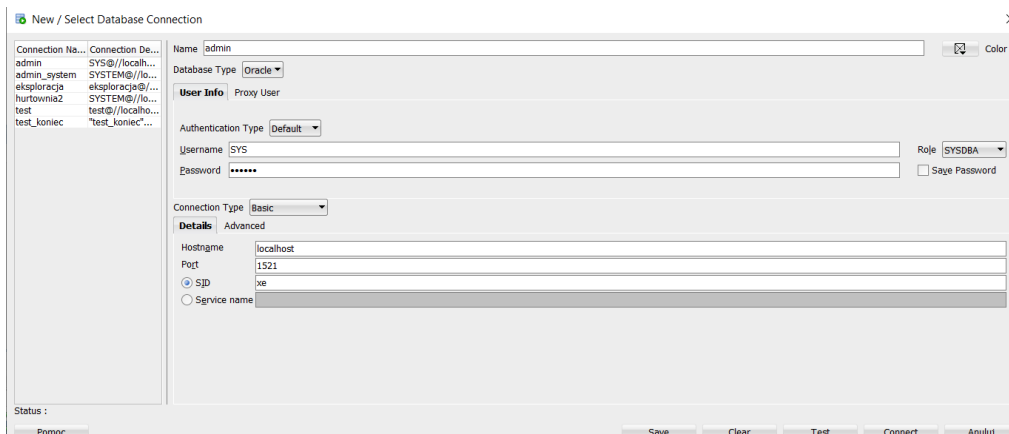 New / Select Database Connection
Connection Na... Connection De...
admin SYS@//localh...
admin_system SYSTEM@//lo...
eksploracja eksploracja@/...
hurtownia2 SYSTEM@//lo...
test test@//localho...
test_koniec "test_koniec"...
Name admin Color
Database Type Oracle
User Info Proxy User
Authentication Type Default
Username SYS Role SYSDBA
Password •••••• Save Password
Connection Type Basic
Details Advanced
Hostname localhost
Port 1521
SID xe
Service name
Status :
Pomoc Save Clear Test Connect Anuluj